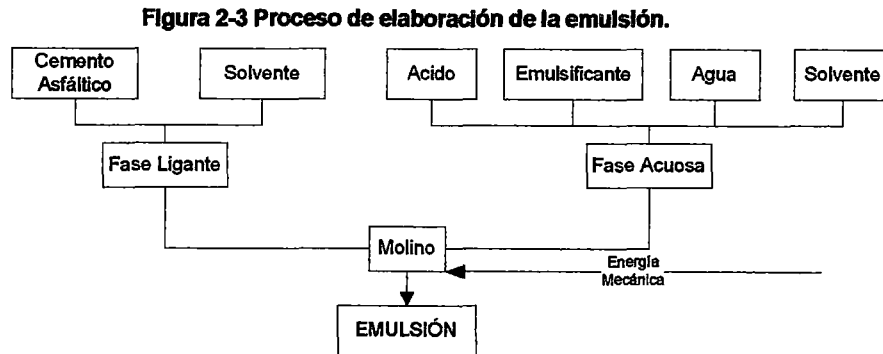 Figura 2-3 Proceso de elaboración de la emulsión.
Cemento
Asfáltico
Solvente
Acido
Emulsificante
Agua
Solvente
Fase Ligante
Fase Acuosa
Molino
Energía
Mecánica
EMULSIÓN